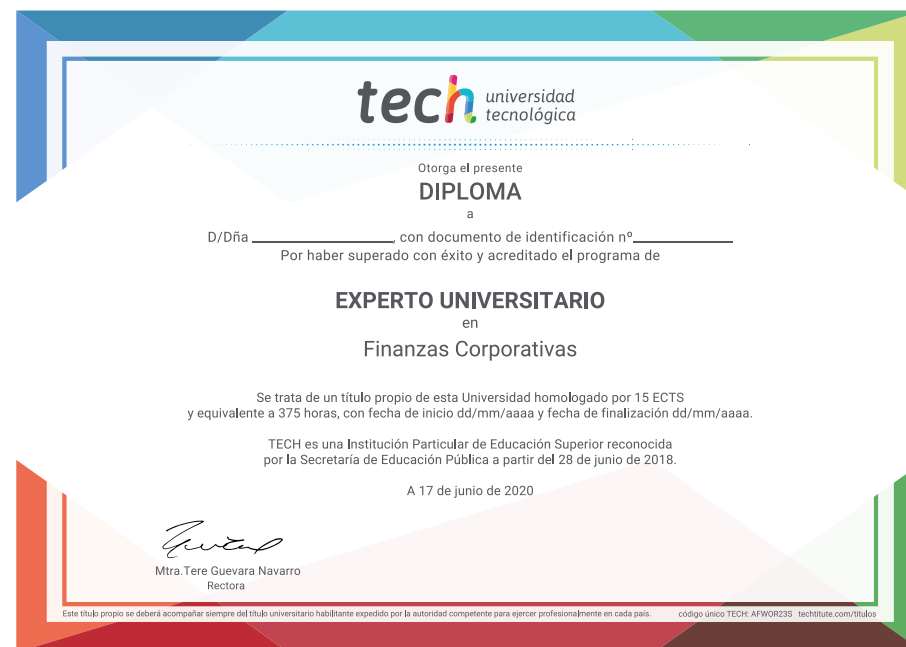 tech universidad
tecnológica
Otorga el presente
DIPLOMA
a
D/Dña ____________________, con documento de identificación nº______________
Por haber superado con éxito y acreditado el programa de
EXPERTO UNIVERSITARIO
en
Finanzas Corporativas
Se trata de un título propio de esta Universidad homologado por 15 ECTS
y equivalente a 375 horas, con fecha de inicio dd/mm/aaaa y fecha de finalización dd/mm/aaaa.
TECH es una Institución Particular de Educación Superior reconocida
por la Secretaría de Educación Pública a partir del 28 de junio de 2018.
A 17 de junio de 2020
Mtra.Tere Guevara Navarro
Rectora
Este título propio se deberá acompañar siempre del título universitario habilitante expedido por la autoridad competente para ejercer profesionalmente en cada país. código único TECH: AFWOR23S techtitute.com/titulos